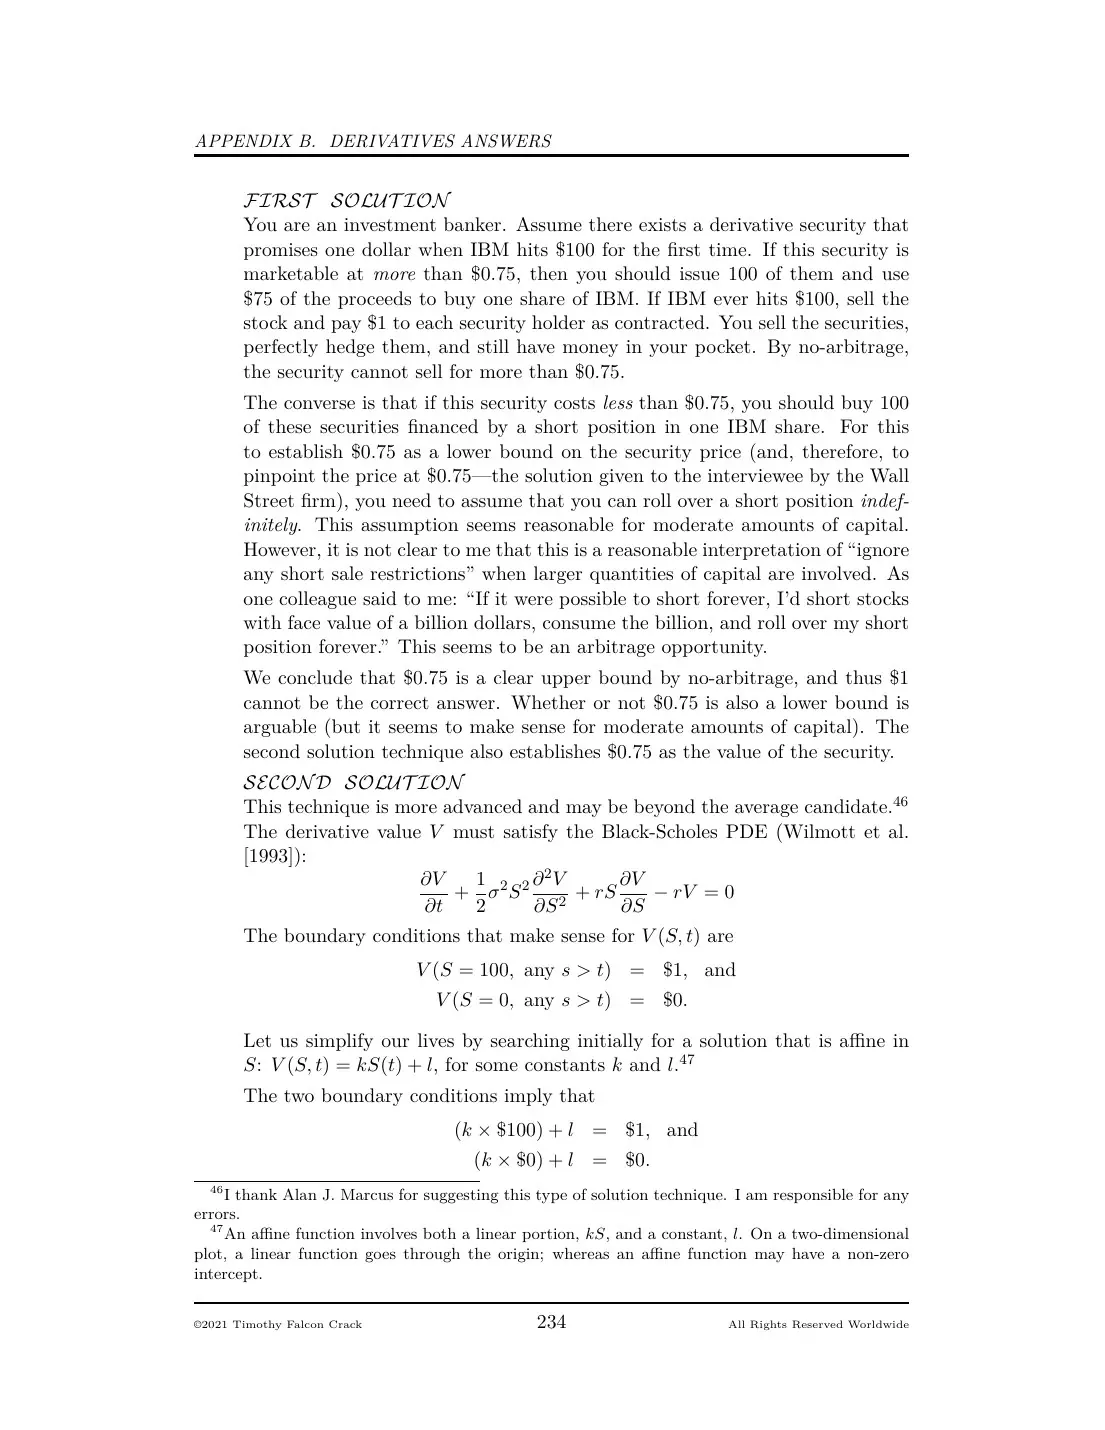 APPENDIX B. DERIVATIVES ANSWERS
FIRST SOLUTION
You are an investment banker. Assume there exists a derivative security that
promises one dollar when IBM hits $100 for the first time. If this security is
marketable at more than $0.75, then you should issue 100 of them and use
$75 of the proceeds to buy one share of IBM. If IBM ever hits $100, sell the
stock and pay $1 to each security holder as contracted. You sell the securities,
perfectly hedge them, and still have money in your pocket. By no-arbitrage,
the security cannot sell for more than $0.75.
The converse is that if this security costs less than $0.75, you should buy 100
of these securities financed by a short position in one IBM share. For this
to establish $0.75 as a lower bound on the security price (and, therefore, to
pinpoint the price at $0.75—the solution given to the interviewee by the Wall
Street firm), you need to assume that you can roll over a short position indef-
initely. This assumption seems reasonable for moderate amounts of capital.
However, it is not clear to me that this is a reasonable interpretation of “ignore
any short sale restrictions” when larger quantities of capital are involved. As
one colleague said to me: “If it were possible to short forever, I’d short stocks
with face value of a billion dollars, consume the billion, and roll over my short
position forever.” This seems to be an arbitrage opportunity.
We conclude that $0.75 is a clear upper bound by no-arbitrage, and thus $1
cannot be the correct answer. Whether or not $0.75 is also a lower bound is
arguable (but it seems to make sense for moderate amounts of capital). The
second solution technique also establishes $0.75 as the value of the security.
SECOND SOLUTION
This technique is more advanced and may be beyond the average candidate.46
The derivative value V must satisfy the Black-Scholes PDE (Wilmott et al.
[1993]):
∂V/∂t + 1/2 σ²S² ∂²V/∂S² + rS ∂V/∂S − rV = 0
The boundary conditions that make sense for V(S, t) are
V(S = 100, any s > t) = $1, and
V(S = 0, any s > t) = $0.
Let us simplify our lives by searching initially for a solution that is affine in
S: V(S, t) = kS(t) + l, for some constants k and l.47
The two boundary conditions imply that
(k × $100) + l = $1, and
(k × $0) + l = $0.
46I thank Alan J. Marcus for suggesting this type of solution technique. I am responsible for any
errors.
47An affine function involves both a linear portion, kS, and a constant, l. On a two-dimensional
plot, a linear function goes through the origin; whereas an affine function may have a non-zero
intercept.
©2021 Timothy Falcon Crack 234 All Rights Reserved Worldwide